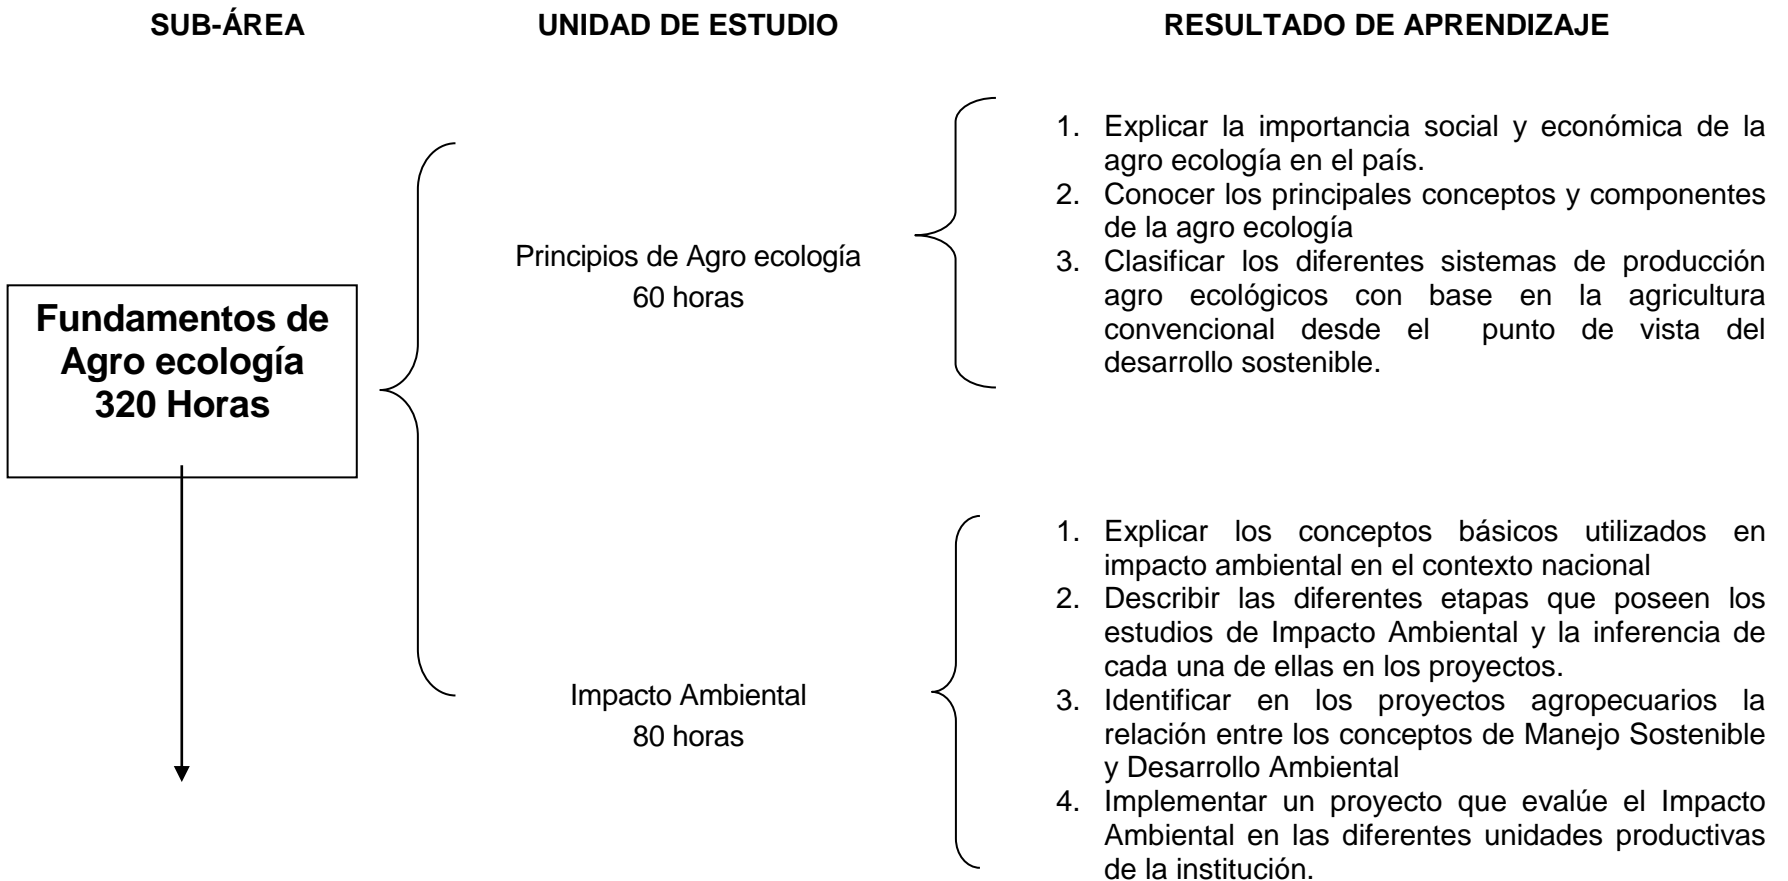 SUB-ÁREA UNIDAD DE ESTUDIO RESULTADO DE APRENDIZAJE
Fundamentos de
Agro ecología
320 Horas
Principios de Agro ecología
60 horas
1. Explicar la importancia social y económica de la
agro ecología en el país.
2. Conocer los principales conceptos y componentes
de la agro ecología
3. Clasificar los diferentes sistemas de producción
agro ecológicos con base en la agricultura
convencional desde el punto de vista del
desarrollo sostenible.
Impacto Ambiental
80 horas
1. Explicar los conceptos básicos utilizados en
impacto ambiental en el contexto nacional
2. Describir las diferentes etapas que poseen los
estudios de Impacto Ambiental y la inferencia de
cada una de ellas en los proyectos.
3. Identificar en los proyectos agropecuarios la
relación entre los conceptos de Manejo Sostenible
y Desarrollo Ambiental
4. Implementar un proyecto que evalúe el Impacto
Ambiental en las diferentes unidades productivas
de la institución.